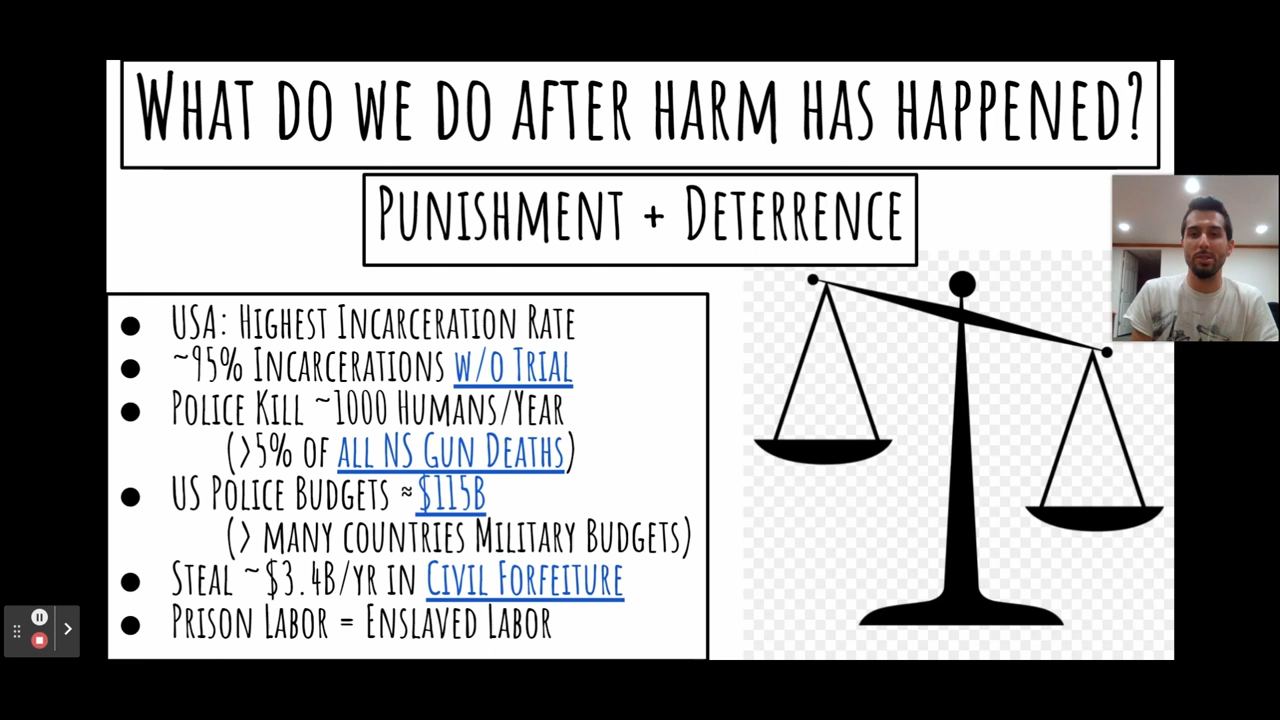 WHAT DO WE DO AFTER HARM HAS HAPPENED?
PUNISHMENT + DETERRENCE
● USA: HIGHEST INCARCERATION RATE
● ~95% INCARCERATIONS W/O TRIAL
● POLICE KILL ~1000 HUMANS/YEAR
(>5% OF ALL NS GUN DEATHS)
● US POLICE BUDGETS ≈$115B
(> MANY COUNTRIES MILITARY BUDGETS)
● STEAL ~$3.4B/YR IN CIVIL FORFEITURE
● PRISON LABOR = ENSLAVED LABOR